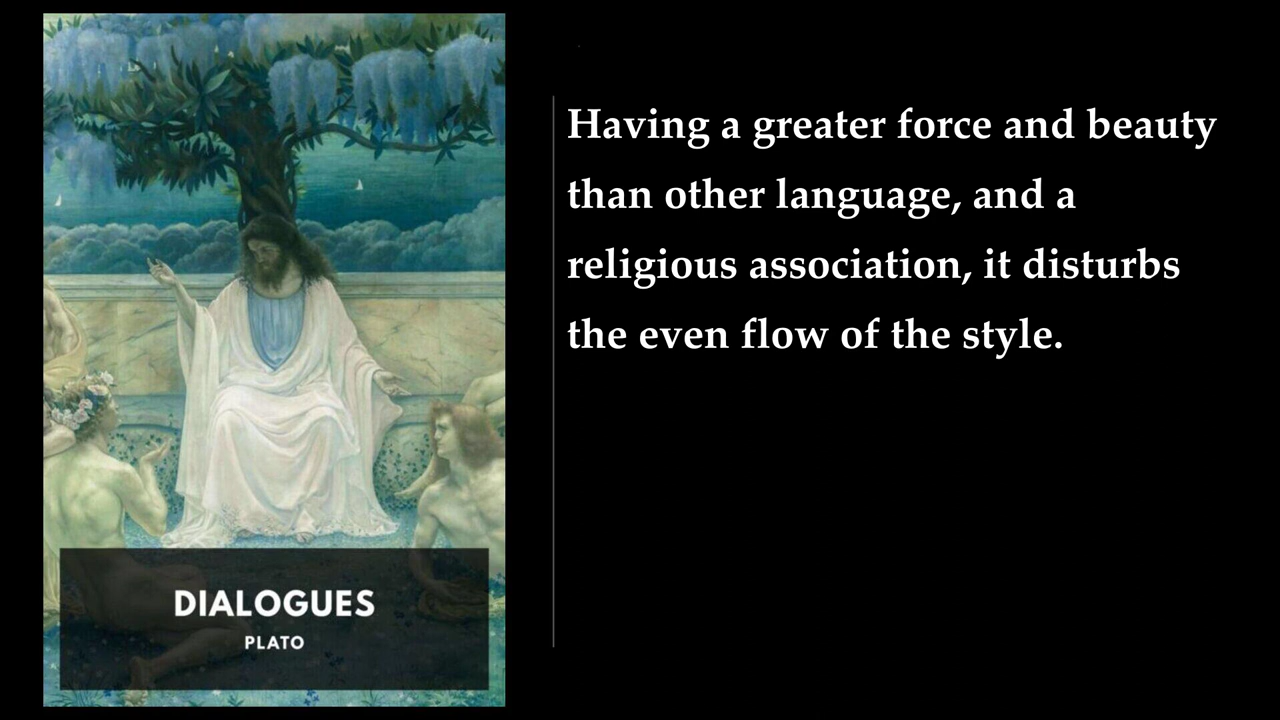 DIALOGUES
PLATO
Having a greater force and beauty
than other language, and a
religious association, it disturbs
the even flow of the style.